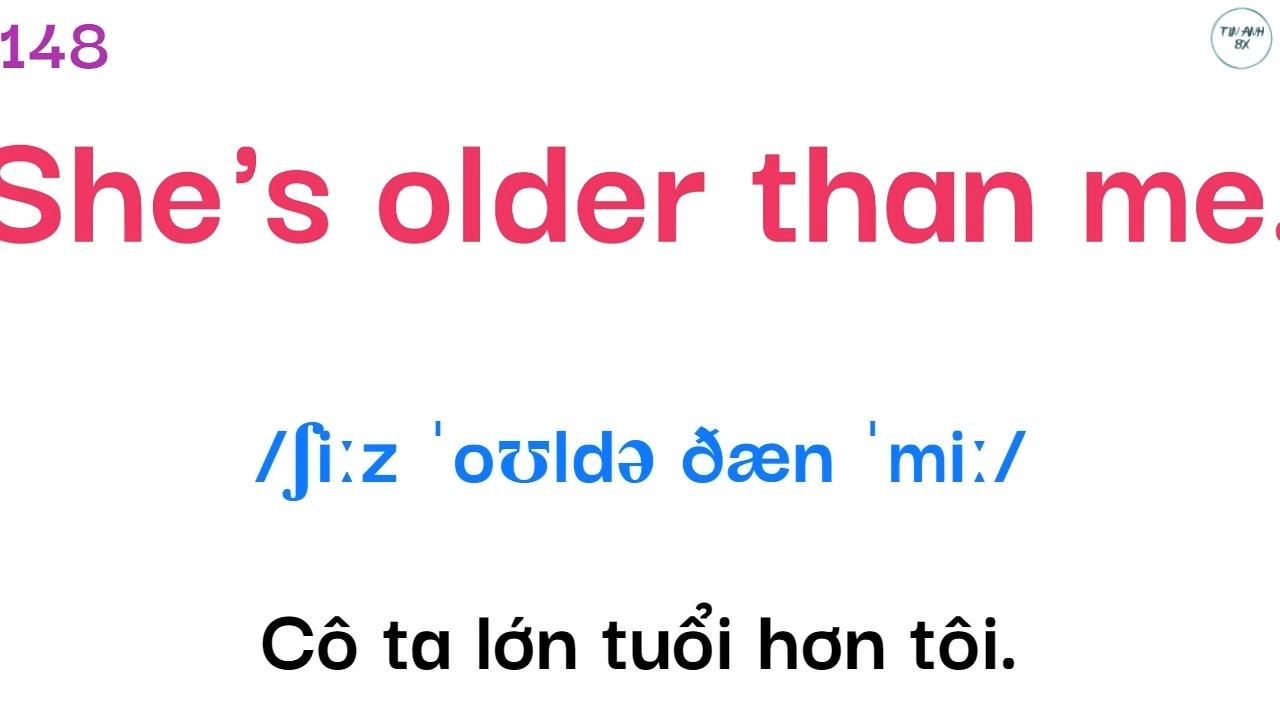 148
TIN ANH
8X
She’s older than me.
/ʃiːz ˈoʊldə ðæn ˈmiː/
Cô ta lớn tuổi hơn tôi.